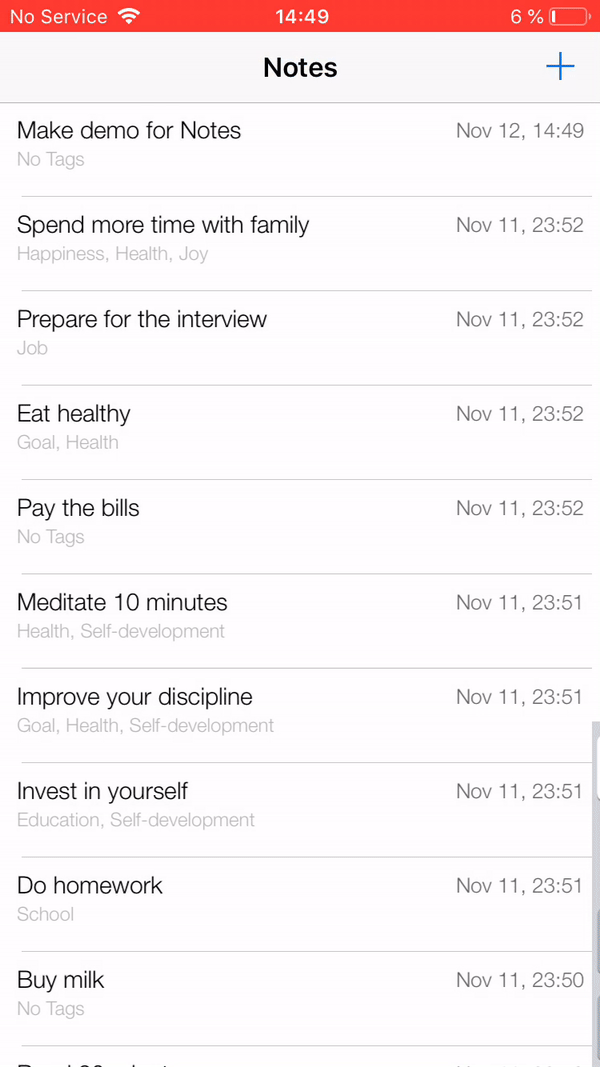 No Service 14:49 6 %
Notes
Make demo for Notes Nov 12, 14:49
No Tags
Spend more time with family Nov 11, 23:52
Happiness, Health, Joy
Prepare for the interview Nov 11, 23:52
Job
Eat healthy Nov 11, 23:52
Goal, Health
Pay the bills Nov 11, 23:52
No Tags
Meditate 10 minutes Nov 11, 23:51
Health, Self-development
Improve your discipline Nov 11, 23:51
Goal, Health, Self-development
Invest in yourself Nov 11, 23:51
Education, Self-development
Do homework Nov 11, 23:51
School
Buy milk Nov 11, 23:50
No Tags